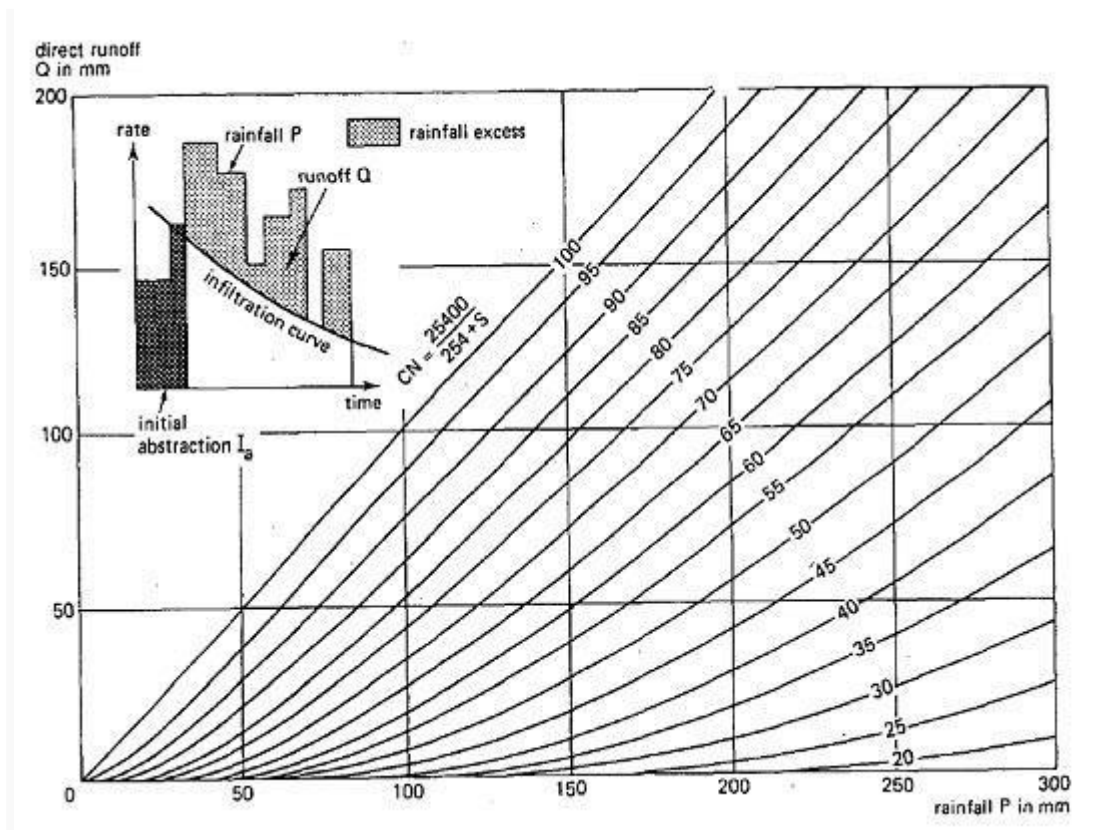 direct runoff
Q in mm
200
rate
rainfall P
rainfall excess
runoff Q
150
infiltration curve
CN = 25400
254 + S
time
100
initial
abstraction Ia
50
0
100
95
90
85
80
75
70
65
60
55
50
45
40
35
30
25
20
0
50
100
150
200
250
300
rainfall P in mm